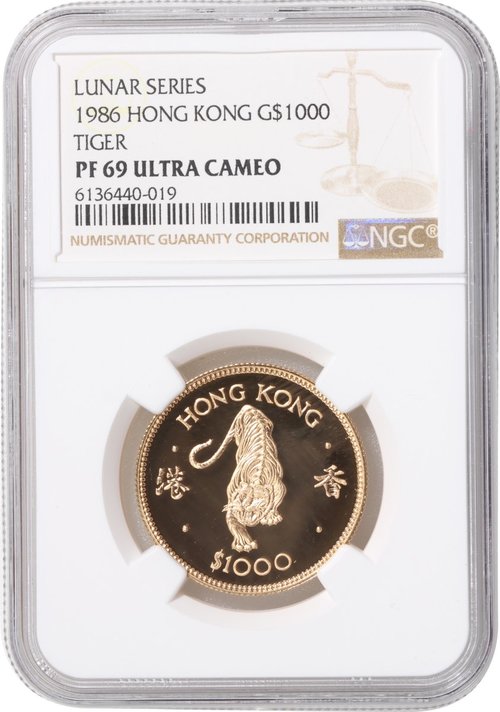 LUNAR SERIES
1986 HONG KONG G$1000
TIGER
PF 69 ULTRA CAMEO
6136440-019
NUMISMATIC GUARANTY CORPORATION
NGC®
HONG KONG
港 香
$1000